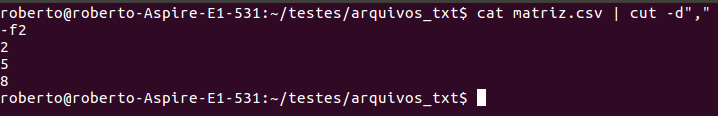 roberto@roberto-Aspire-E1-531:~/testes/arquivos_txt$ cat matriz.csv | cut -d","
-f2
2
5
8
roberto@roberto-Aspire-E1-531:~/testes/arquivos_txt$